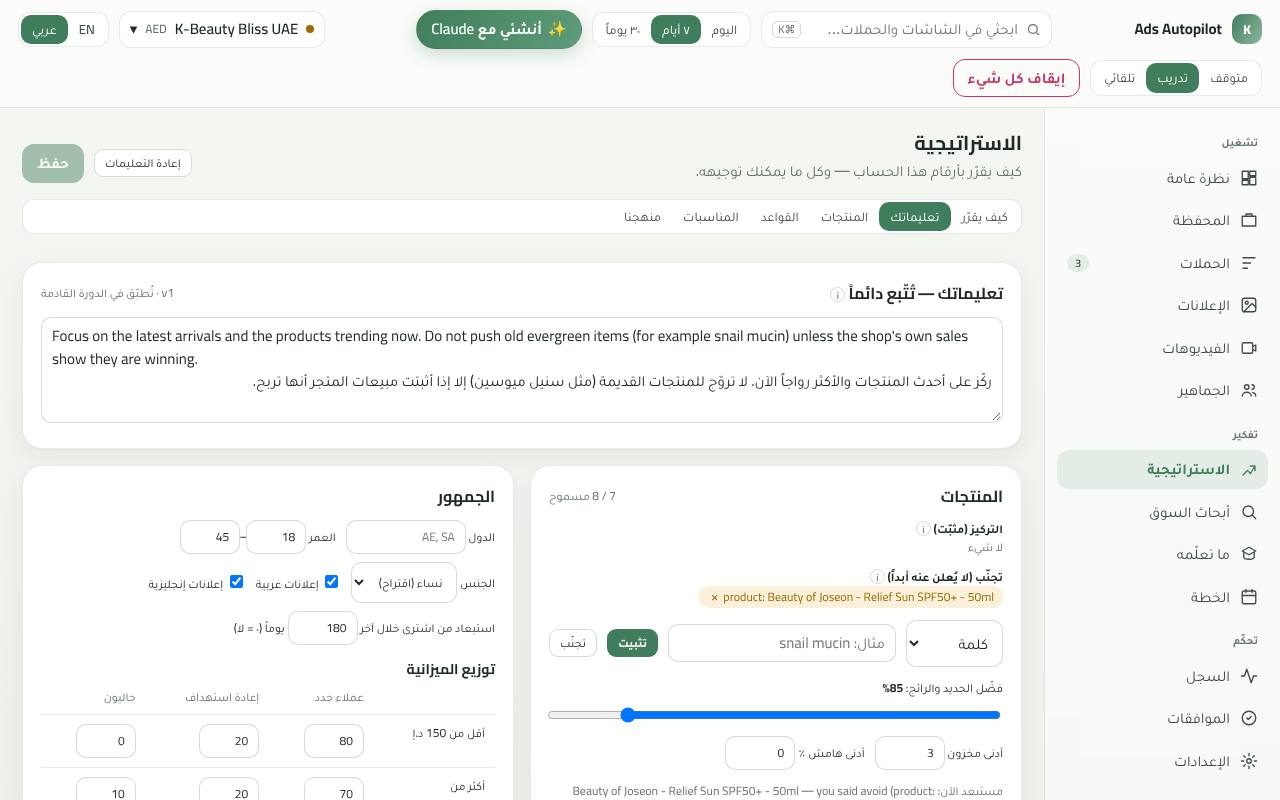 K
Ads Autopilot
ابحثي في الشاشات والحملات... ⌘K
اليوم ٧ أيام ٣٠ يوماً
✨ أنشئي مع Claude
K-Beauty Bliss UAE AED ▾
EN عربي
متوقف تدريب تلقائي
إيقاف كل شيء
تشغيل
نظرة عامة
المحفظة
الحملات 3
الإعلانات
الفيديوهات
الجماهير
تفكير
الاستراتيجية
أبحاث السوق
ما تعلّمه
الخطة
تحكّم
السجل
الموافقات
الإعدادات
الاستراتيجية
كيف يقرّر بأرقام هذا الحساب — وكل ما يمكنك توجيهه.
إعادة التعليمات
حفظ
كيف يقرّر تعليماتك المنتجات القواعد المناسبات منهجنا
تعليماتك — تُتّبع دائماً i
v1 · تُطبّق في الدورة القادمة
Focus on the latest arrivals and the products trending now. Do not push old evergreen items (for example snail mucin) unless the shop's own sales
show they are winning.
ركّز على أحدث المنتجات والأكثر رواجاً الآن. لا تروّج للمنتجات القديمة (مثل سنيل ميوسين) إلا إذا أثبتت مبيعات المتجر أنها تربح.
المنتجات
7 / 8 مسموح
التركيز (مثبّت) i
لا شيء
تجنّب (لا يُعلن عنه أبداً) i
product: Beauty of Joseon - Relief Sun SPF50+ - 50ml ×
كلمة
مثال: snail mucin
تثبيت
تجنّب
فضّل الجديد والرائج: 85%
أدنى مخزون 3 أدنى هامش ٪ 0
مستبعد الآن: Beauty of Joseon - Relief Sun SPF50+ - 50ml — you said avoid (product:
الجمهور
الدول AE, SA العمر 18–45
الجنس نساء (اقتراح) إعلانات عربية إعلانات إنجليزية
استبعاد من اشترى خلال آخر 180 يوماً (٠ = لا)
توزيع الميزانية
عملاء جدد إعادة استهداف حاليون
أقل من 150 د.إ 80 20 0
أكثر من 70 20 10